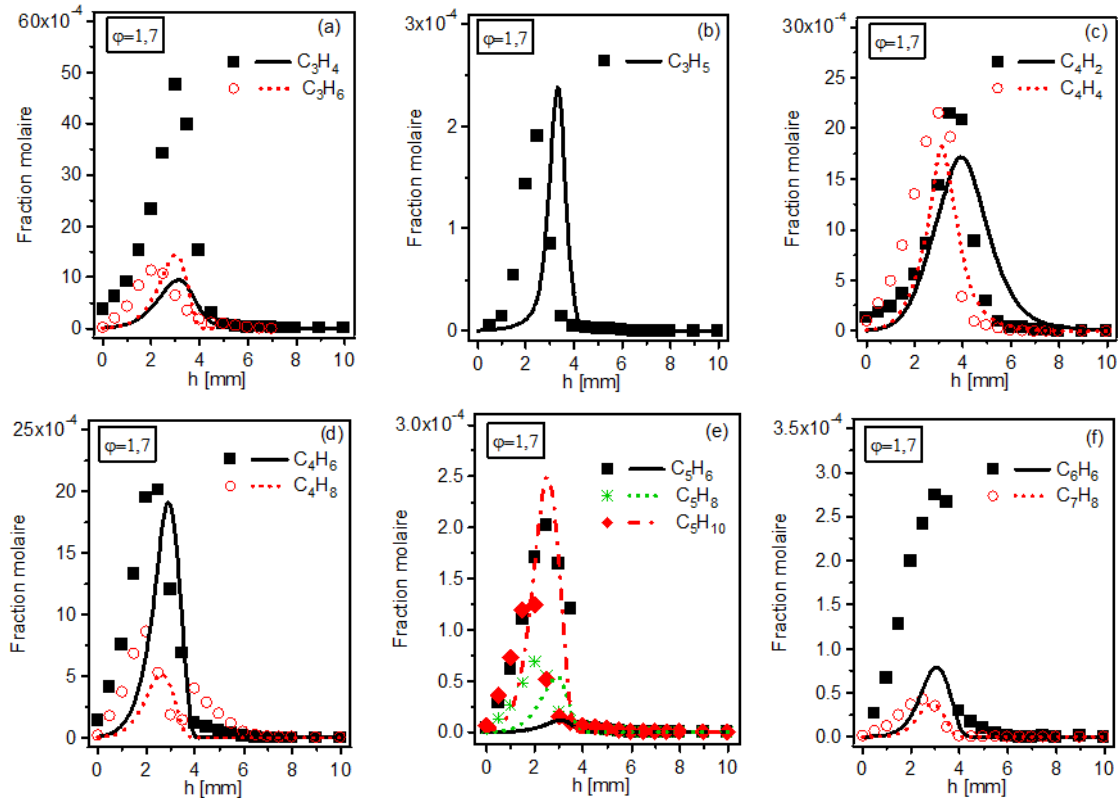 60x10⁻⁴
50
40
30
20
10
0
0 2 4 6 8 10
Fraction molaire
h [mm]
φ=1,7
(a)
C₃H₄
C₃H₆
3x10⁻⁴
2
1
0
0 2 4 6 8 10
Fraction molaire
h [mm]
φ=1,7
(b)
C₃H₅
30x10⁻⁴
25
20
15
10
5
0
0 2 4 6 8 10
Fraction molaire
h [mm]
φ=1,7
(c)
C₄H₂
C₄H₄
25x10⁻⁴
20
15
10
5
0
0 2 4 6 8 10
Fraction molaire
h [mm]
φ=1,7
(d)
C₄H₆
C₄H₈
3.0x10⁻⁴
2.5
2.0
1.5
1.0
0.5
0.0
0 2 4 6 8 10
Fraction molaire
h [mm]
φ=1,7
(e)
C₅H₆
C₅H₈
C₅H₁₀
3.5x10⁻⁴
3.0
2.5
2.0
1.5
1.0
0.5
0.0
0 2 4 6 8 10
Fraction molaire
h [mm]
φ=1,7
(f)
C₆H₆
C₇H₈